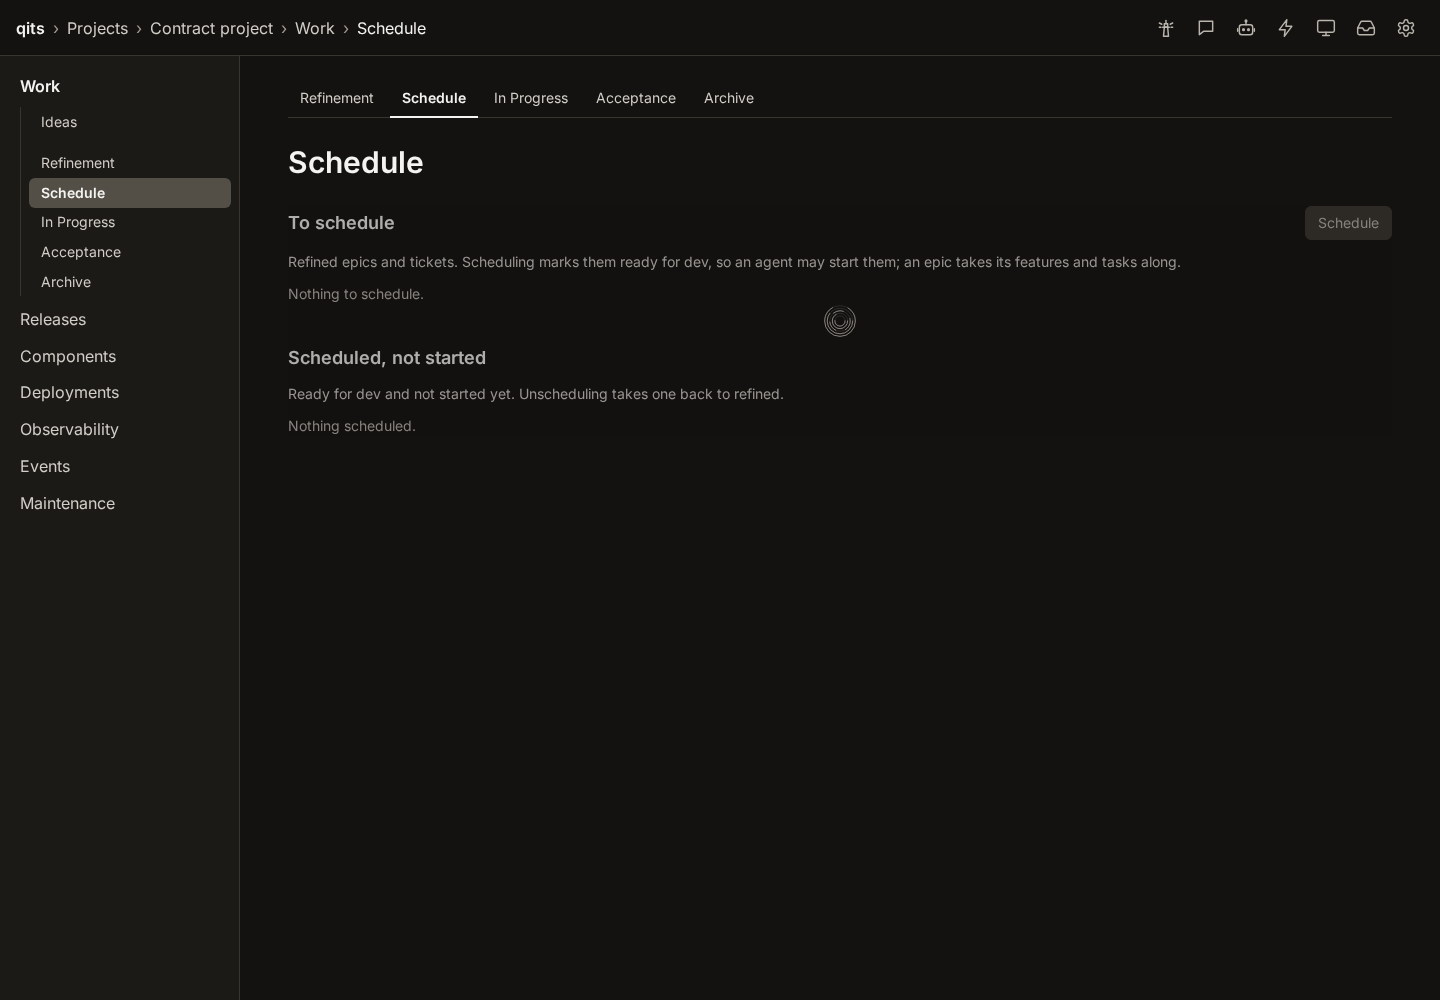 qits › Projects › Contract project › Work › Schedule
Work
Ideas
Refinement
Schedule
In Progress
Acceptance
Archive
Releases
Components
Deployments
Observability
Events
Maintenance
Refinement Schedule In Progress Acceptance Archive
Schedule
To schedule
Schedule
Refined epics and tickets. Scheduling marks them ready for dev, so an agent may start them; an epic takes its features and tasks along.
Nothing to schedule.
Scheduled, not started
Ready for dev and not started yet. Unscheduling takes one back to refined.
Nothing scheduled.